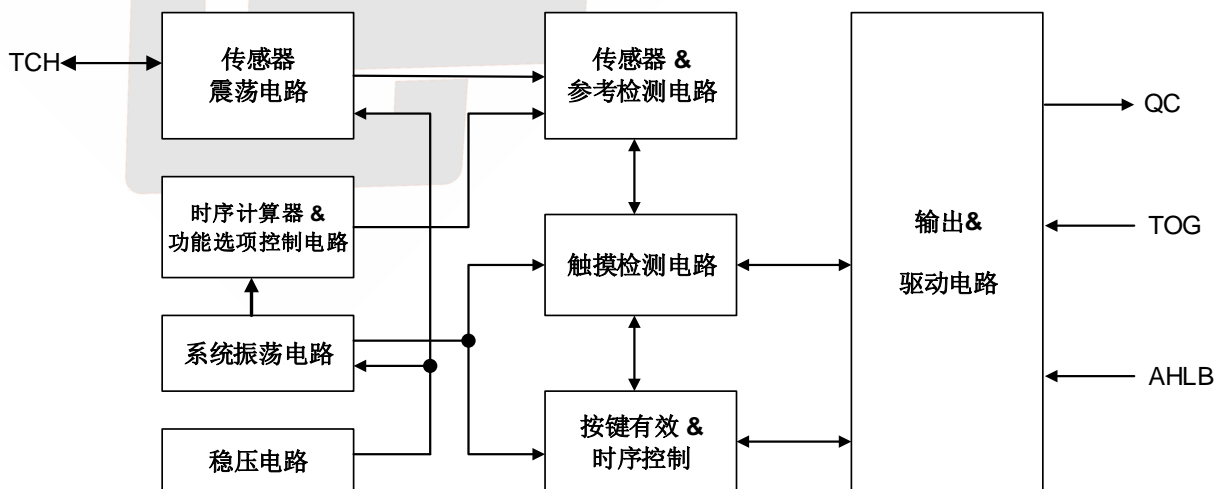 TCH
传感器
震荡电路
传感器 &
参考检测电路
时序计算器 &
功能选项控制电路
触摸检测电路
系统振荡电路
按键有效 &
时序控制
稳压电路
输出&
驱动电路
QC
TOG
AHLB